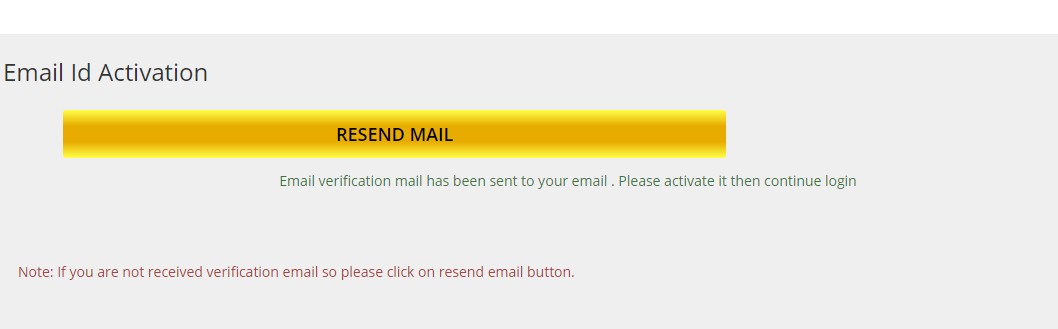 Email Id Activation
RESEND MAIL
Email verification mail has been sent to your email . Please activate it then continue login
Note: If you are not received verification email so please click on resend email button.